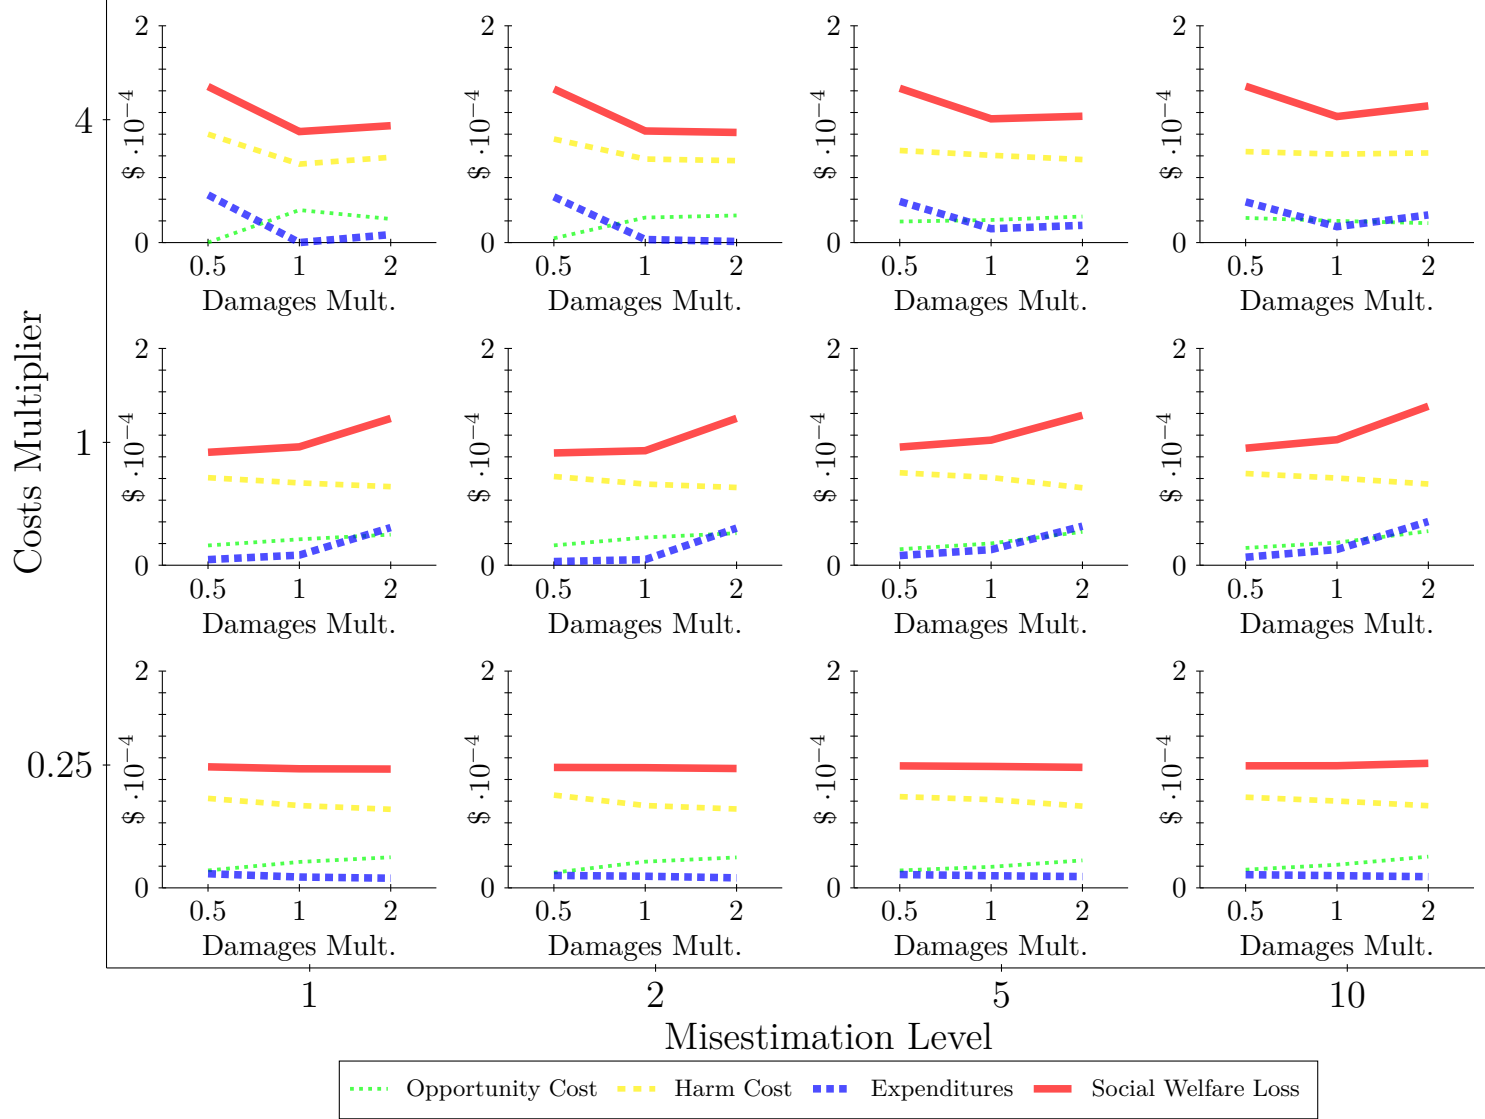 Costs Multiplier
4
2
0
$ ·10⁻⁴
0.5 1 2
Damages Mult.
2
0
$ ·10⁻⁴
0.5 1 2
Damages Mult.
2
0
$ ·10⁻⁴
0.5 1 2
Damages Mult.
2
0
$ ·10⁻⁴
0.5 1 2
Damages Mult.
1
2
0
$ ·10⁻⁴
0.5 1 2
Damages Mult.
2
0
$ ·10⁻⁴
0.5 1 2
Damages Mult.
2
0
$ ·10⁻⁴
0.5 1 2
Damages Mult.
2
0
$ ·10⁻⁴
0.5 1 2
Damages Mult.
0.25
2
0
$ ·10⁻⁴
0.5 1 2
Damages Mult.
2
0
$ ·10⁻⁴
0.5 1 2
Damages Mult.
2
0
$ ·10⁻⁴
0.5 1 2
Damages Mult.
2
0
$ ·10⁻⁴
0.5 1 2
Damages Mult.
1 2 5 10
Misestimation Level
Opportunity Cost Harm Cost Expenditures Social Welfare Loss